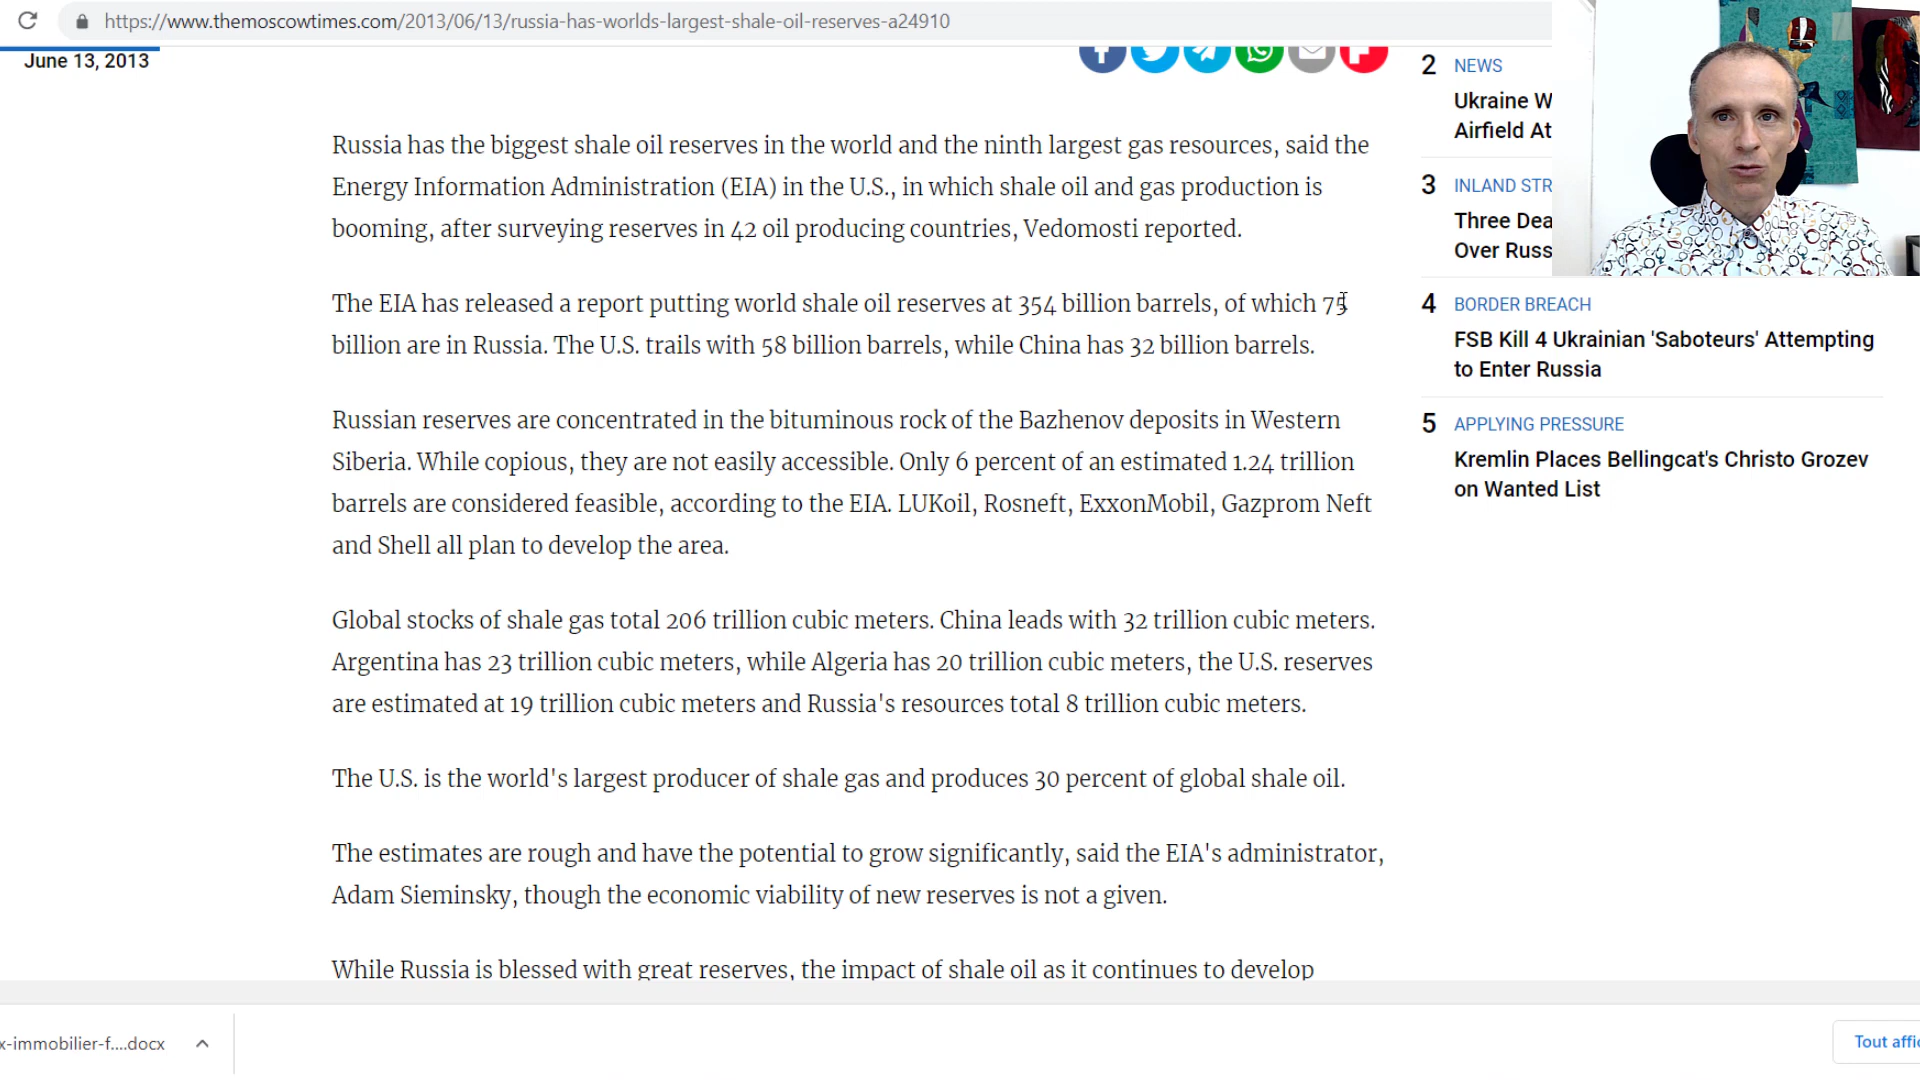 https://www.themoscowtimes.com/2013/06/13/russia-has-worlds-largest-shale-oil-reserves-a24910
June 13, 2013
Russia has the biggest shale oil reserves in the world and the ninth largest gas resources, said the
Energy Information Administration (EIA) in the U.S., in which shale oil and gas production is
booming, after surveying reserves in 42 oil producing countries, Vedomosti reported.
The EIA has released a report putting world shale oil reserves at 354 billion barrels, of which 75
billion are in Russia. The U.S. trails with 58 billion barrels, while China has 32 billion barrels.
Russian reserves are concentrated in the bituminous rock of the Bazhenov deposits in Western
Siberia. While copious, they are not easily accessible. Only 6 percent of an estimated 1.24 trillion
barrels are considered feasible, according to the EIA. LUKoil, Rosneft, ExxonMobil, Gazprom Neft
and Shell all plan to develop the area.
Global stocks of shale gas total 206 trillion cubic meters. China leads with 32 trillion cubic meters.
Argentina has 23 trillion cubic meters, while Algeria has 20 trillion cubic meters, the U.S. reserves
are estimated at 19 trillion cubic meters and Russia's resources total 8 trillion cubic meters.
The U.S. is the world's largest producer of shale gas and produces 30 percent of global shale oil.
The estimates are rough and have the potential to grow significantly, said the EIA's administrator,
Adam Sieminsky, though the economic viability of new reserves is not a given.
While Russia is blessed with great reserves, the impact of shale oil as it continues to develop
2 NEWS
Ukraine W
Airfield At
3 INLAND STR
Three Dea
Over Russ
4 BORDER BREACH
FSB Kill 4 Ukrainian 'Saboteurs' Attempting
to Enter Russia
5 APPLYING PRESSURE
Kremlin Places Bellingcat's Christo Grozev
on Wanted List
x-immobilier-f....docx
Tout affic